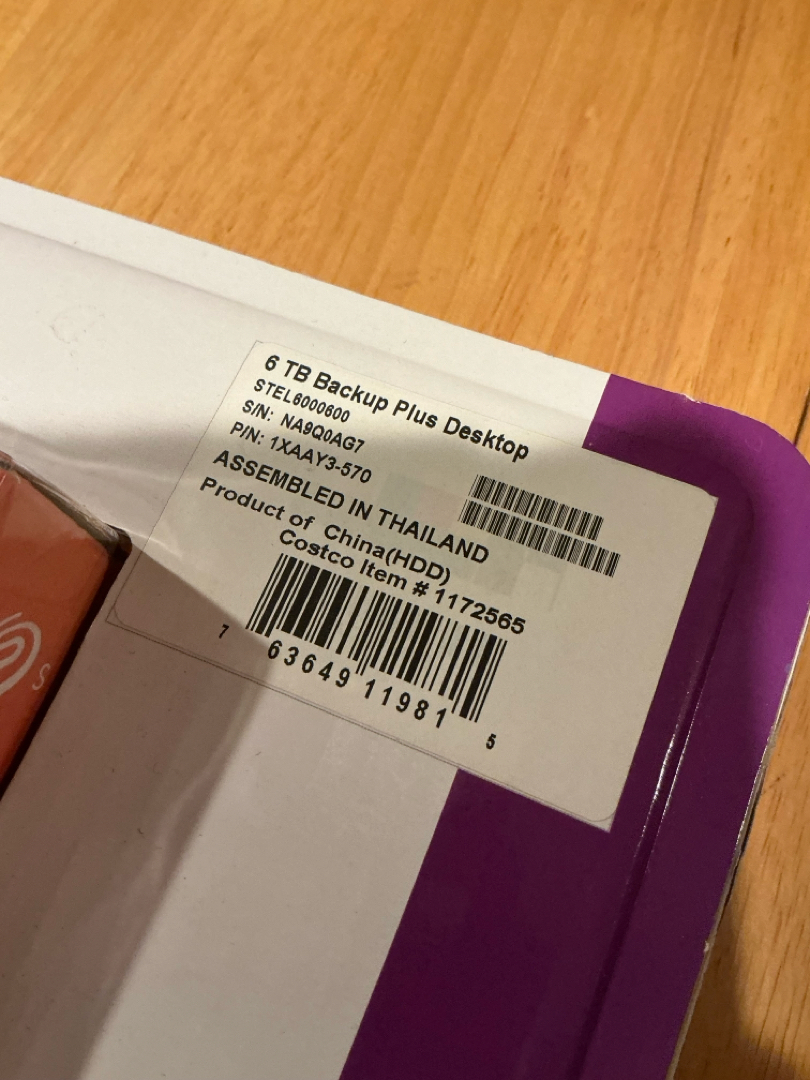 6 TB Backup Plus Desktop
STEL6000600
S/N: NA9Q0AG7
P/N: 1XAAY3-570
ASSEMBLED IN THAILAND
Product of China(HDD)
Costco Item # 1172565
7 63649 11981 5
S